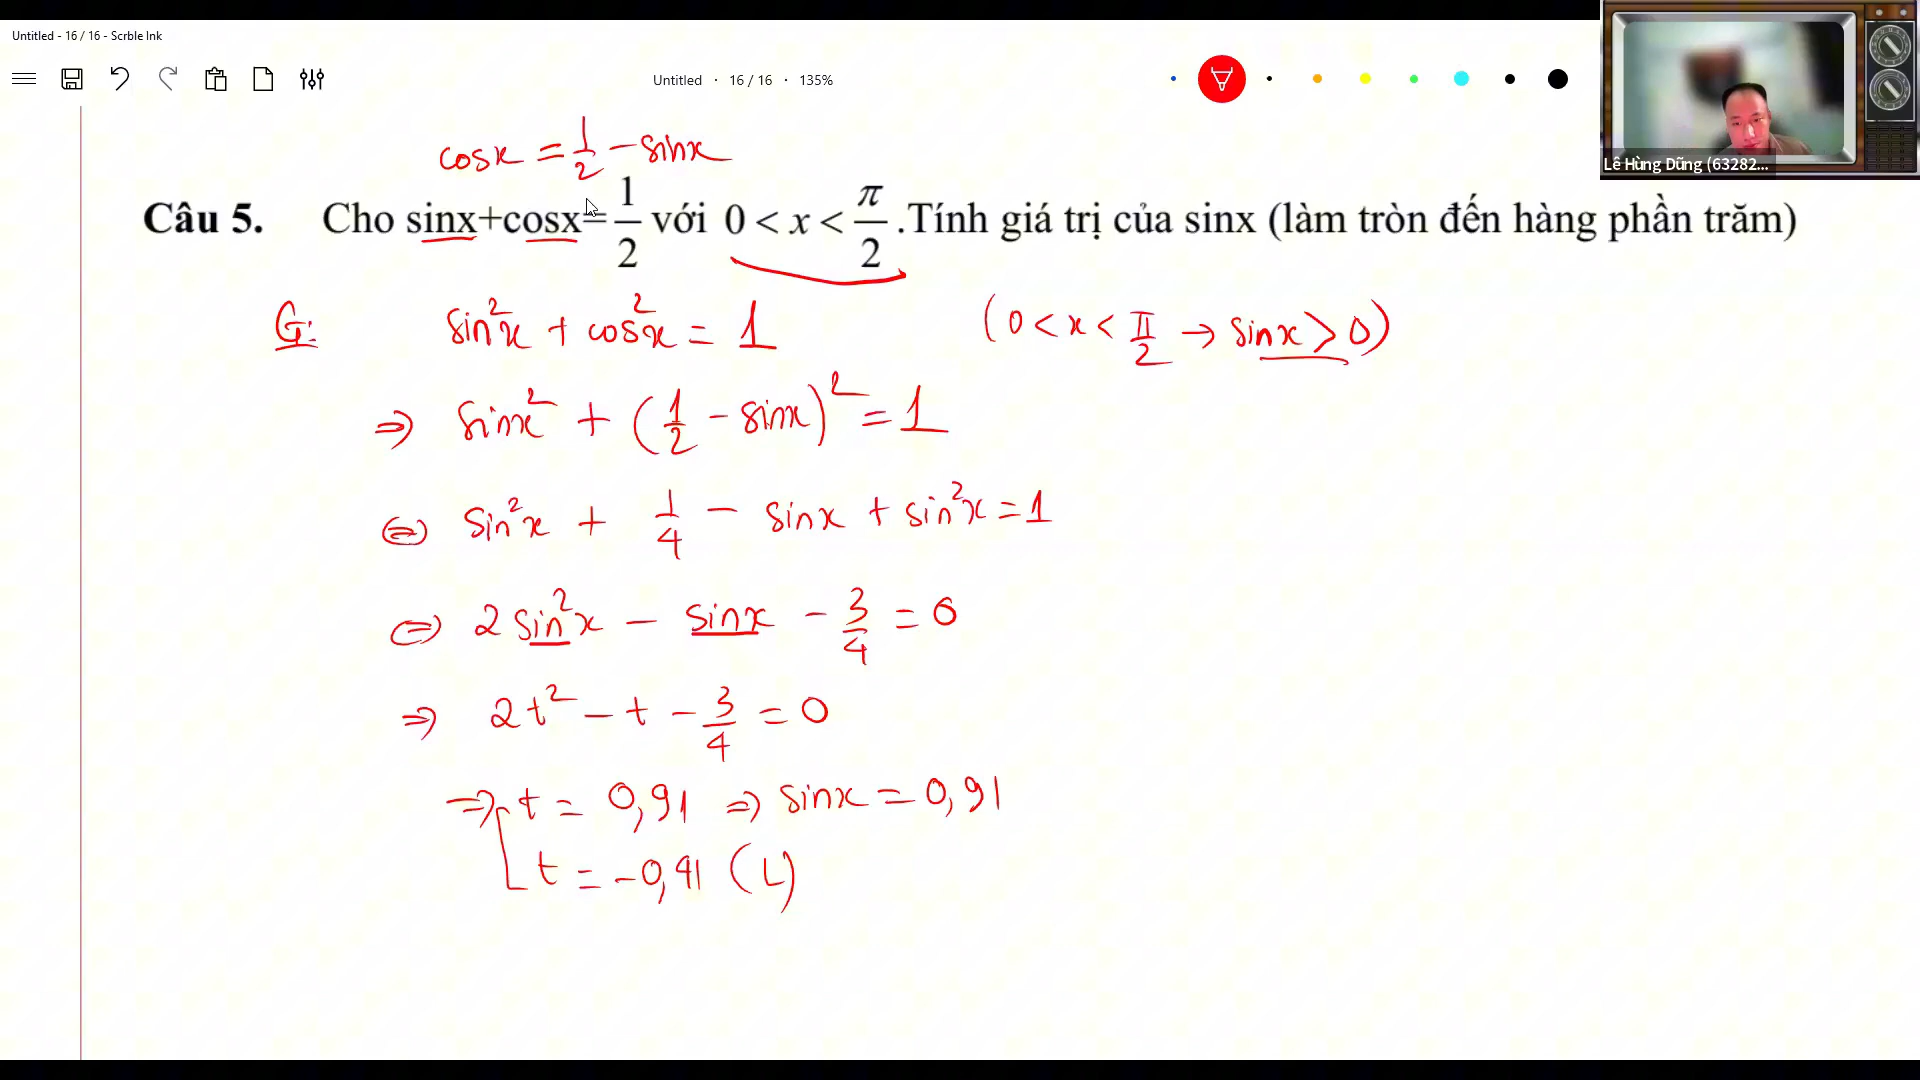 Untitled - 16 / 16 - Scrble Ink
Untitled • 16 / 16 • 135%
Lê Hùng Dũng (63282...
cosx = 1/2 - sinx
Câu 5. Cho sinx+cosx= 1/2 với 0 < x < π/2 .Tính giá trị của sinx (làm tròn đến hàng phần trăm)
G: sin²x + cos²x = 1 (0 < x < π/2 → sinx > 0)
⇒ sinx² + (1/2 - sinx)² = 1
⇔ sin²x + 1/4 - sinx + sin²x = 1
⇔ 2 sin²x - sinx - 3/4 = 0
⇒ 2t² - t - 3/4 = 0
⇒ t = 0,91 ⇒ sinx = 0,91
t = -0,41 (L)